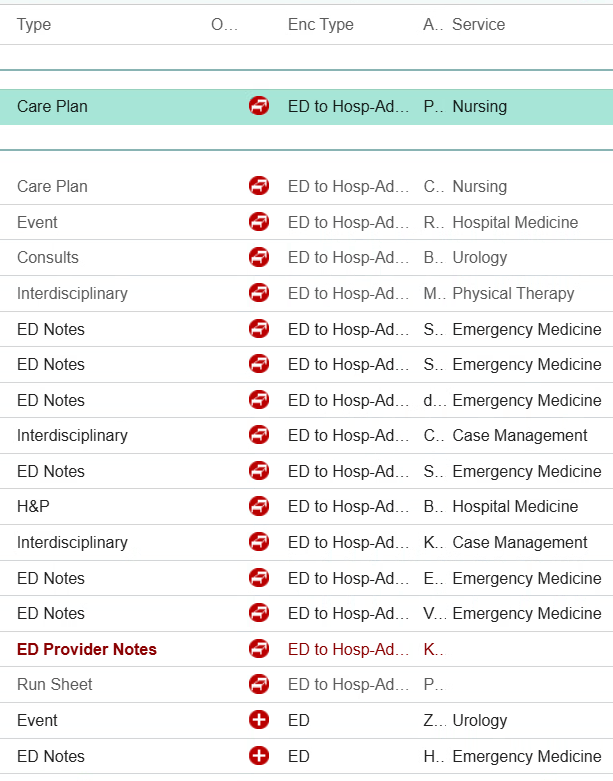 Type O... Enc Type A.. Service
Care Plan ED to Hosp-Ad... P.. Nursing
Care Plan ED to Hosp-Ad... C.. Nursing
Event ED to Hosp-Ad... R.. Hospital Medicine
Consults ED to Hosp-Ad... B.. Urology
Interdisciplinary ED to Hosp-Ad... M.. Physical Therapy
ED Notes ED to Hosp-Ad... S.. Emergency Medicine
ED Notes ED to Hosp-Ad... S.. Emergency Medicine
ED Notes ED to Hosp-Ad... d... Emergency Medicine
Interdisciplinary ED to Hosp-Ad... C.. Case Management
ED Notes ED to Hosp-Ad... S.. Emergency Medicine
H&P ED to Hosp-Ad... B.. Hospital Medicine
Interdisciplinary ED to Hosp-Ad... K.. Case Management
ED Notes ED to Hosp-Ad... E.. Emergency Medicine
ED Notes ED to Hosp-Ad... V... Emergency Medicine
ED Provider Notes ED to Hosp-Ad... K..
Run Sheet ED to Hosp-Ad... P..
Event ED Z... Urology
ED Notes ED H.. Emergency Medicine